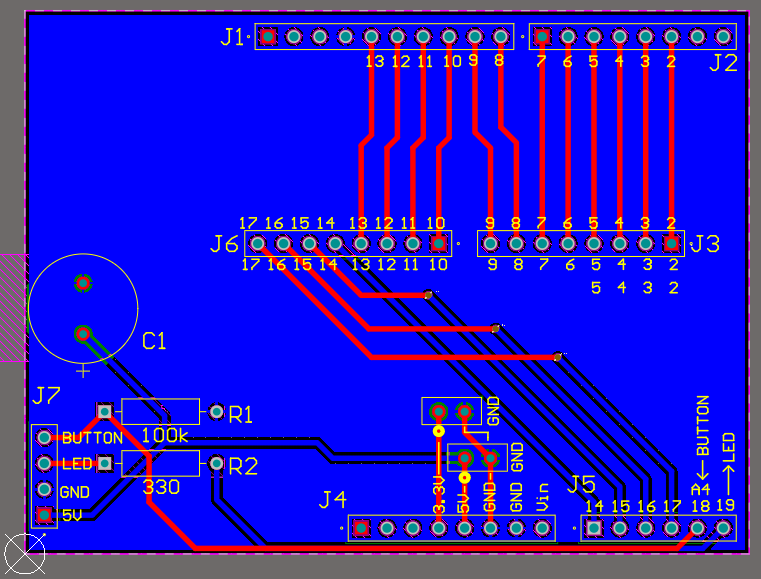 J1
13 12 11 10 9 8 7 6 5 4 3 2
J2
17 16 15 14 13 12 11 10 9 8 7 6 5 4 3 2
J6
J3
17 16 15 14 13 12 11 10 9 8 7 6 5 4 3 2
5 4 3 2
C1
+
J7
R1
100k
BUTTON
LED
R2
330
GND
5V
GND
GND
J4
3.3V
5V
GND
GND
Vin
J5
BUTTON
LED
A4
14 15 16 17 18 19